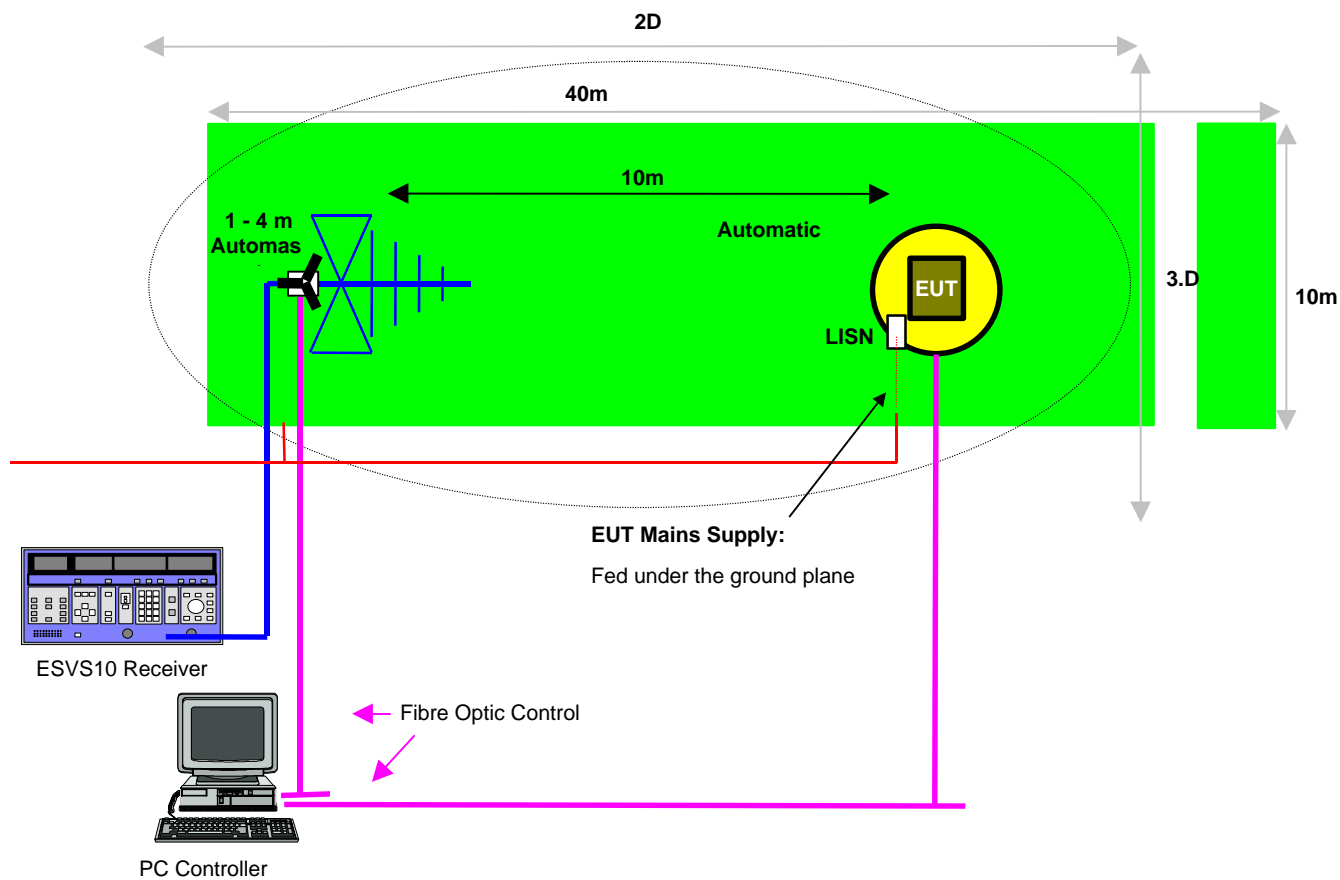 2D
40m
10m
1 - 4 m
Automas
Automatic
EUT
3.D
10m
LISN
EUT Mains Supply:
Fed under the ground plane
ESVS10 Receiver
Fibre Optic Control
PC Controller